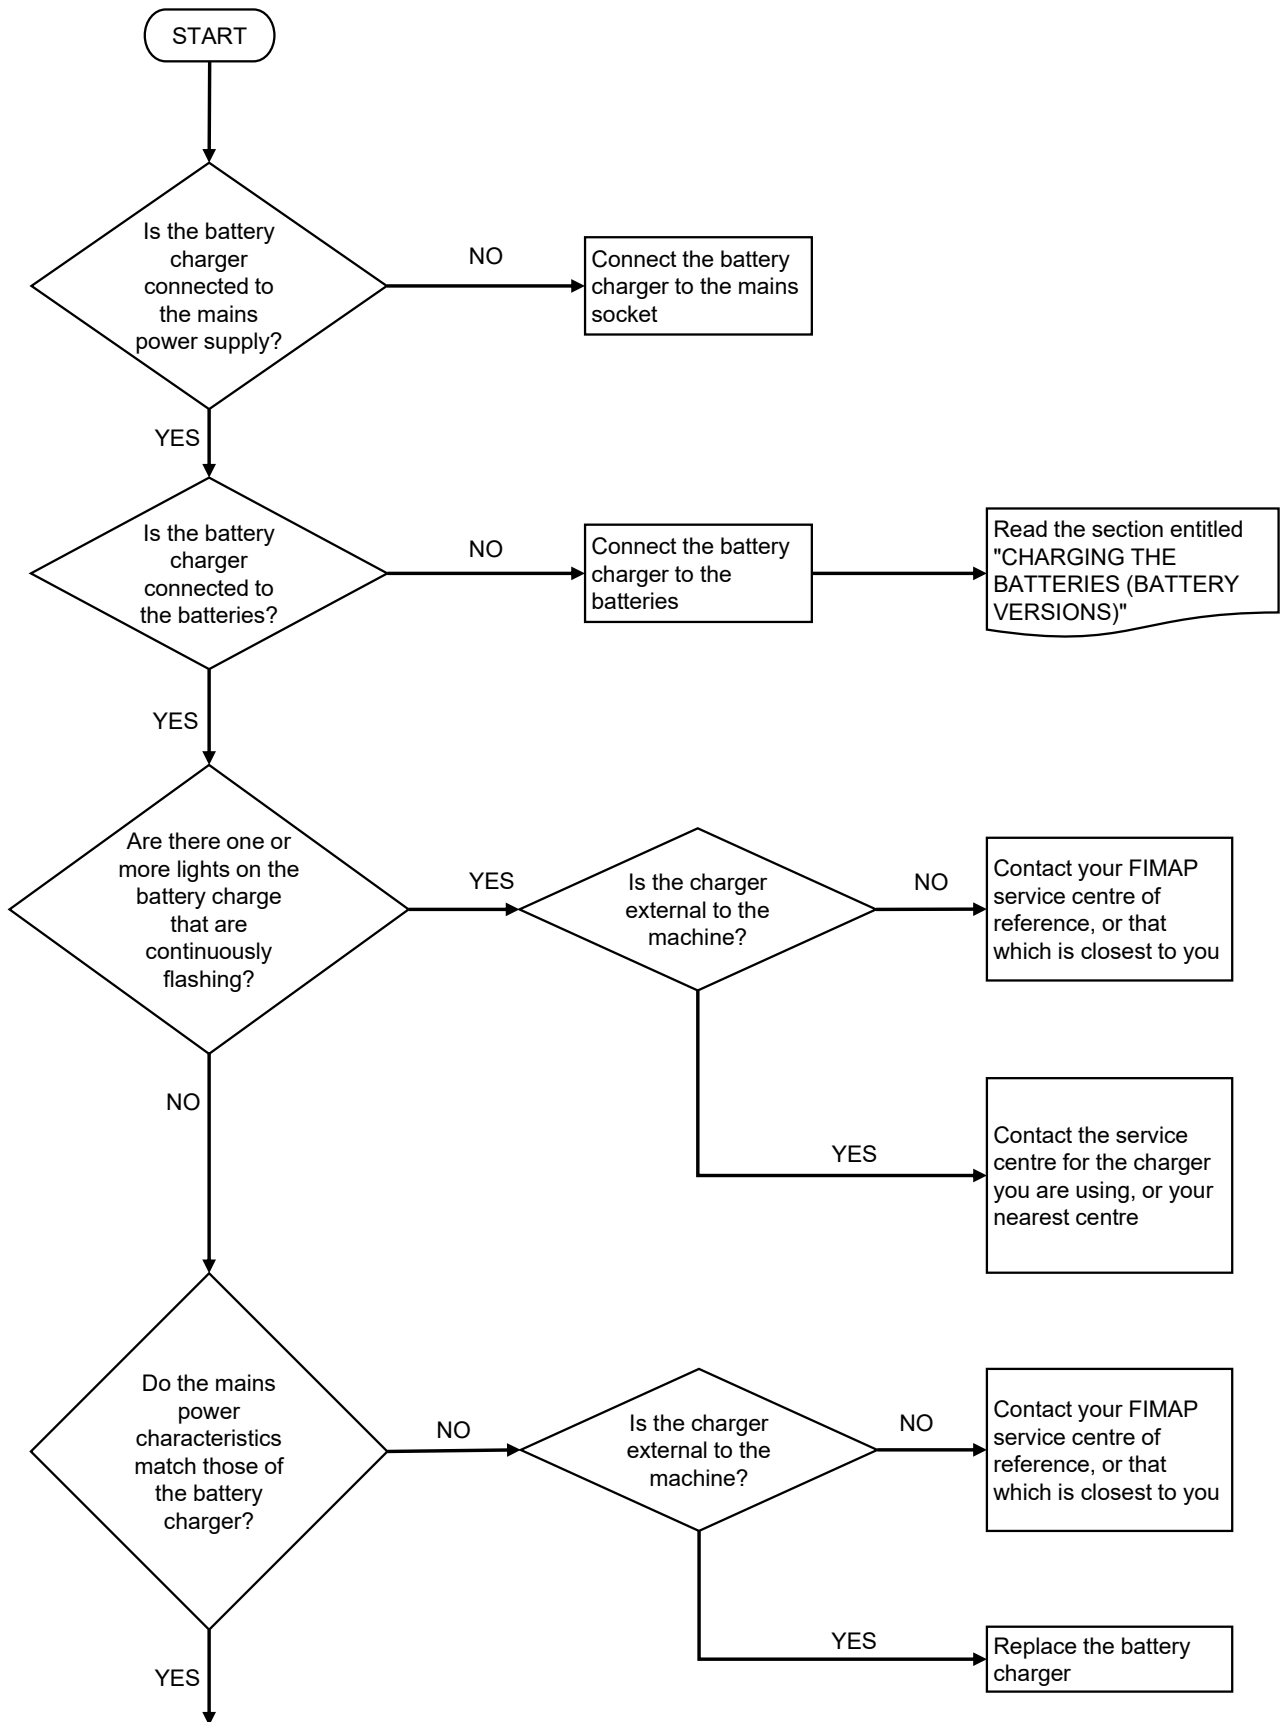 START
Is the battery
charger
connected to
the mains
power supply?
NO
Connect the battery
charger to the mains
socket
YES
Is the battery
charger
connected to
the batteries?
NO
Connect the battery
charger to the
batteries
Read the section entitled
"CHARGING THE
BATTERIES (BATTERY
VERSIONS)"
YES
Are there one or
more lights on the
battery charge
that are
continuously
flashing?
YES
Is the charger
external to the
machine?
NO
Contact your FIMAP
service centre of
reference, or that
which is closest to you
YES
Contact the service
centre for the charger
you are using, or your
nearest centre
NO
Do the mains
power
characteristics
match those of
the battery
charger?
NO
Is the charger
external to the
machine?
NO
Contact your FIMAP
service centre of
reference, or that
which is closest to you
YES
Replace the battery
charger
YES